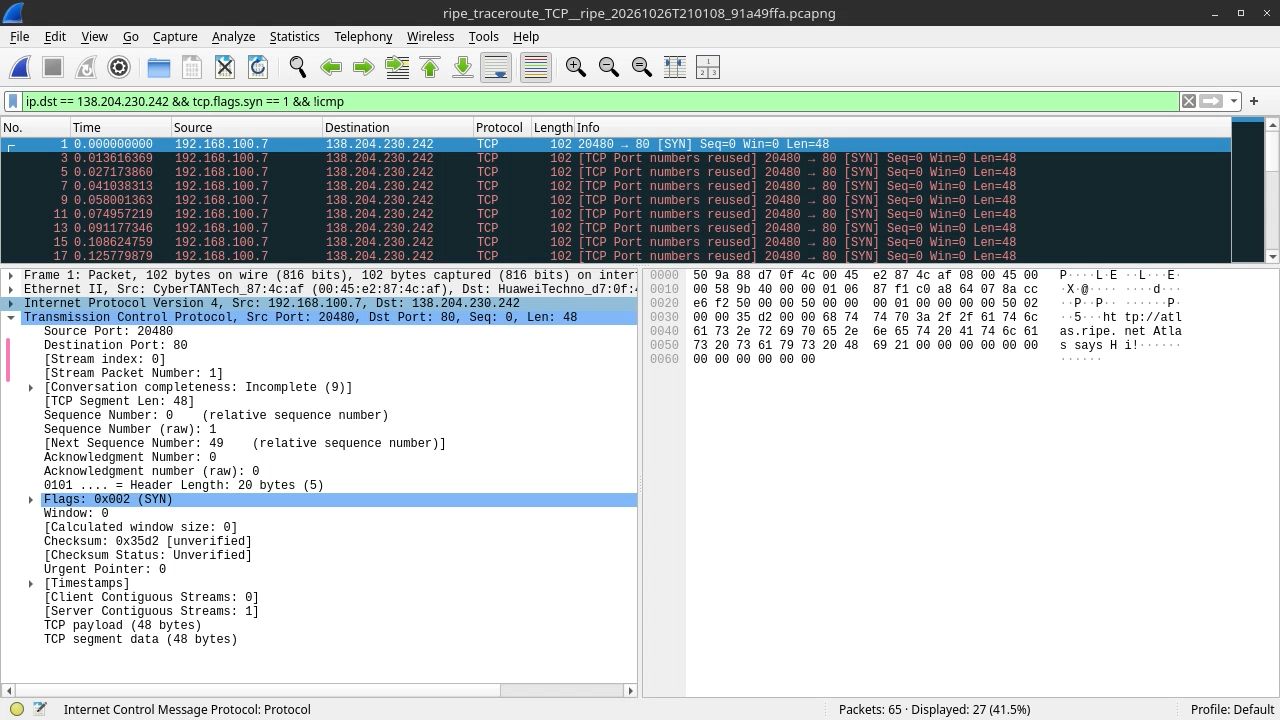 ripe_traceroute_TCP__ripe_20261026T210108_91a49ffa.pcapng
File Edit View Go Capture Analyze Statistics Telephony Wireless Tools Help
ip.dst == 138.204.230.242 && tcp.flags.syn == 1 && !icmp
No. Time Source Destination Protocol Length Info
1 0.000000000 192.168.100.7 138.204.230.242 TCP 102 20480 → 80 [SYN] Seq=0 Win=0 Len=48
3 0.013616369 192.168.100.7 138.204.230.242 TCP 102 [TCP Port numbers reused] 20480 → 80 [SYN] Seq=0 Win=0 Len=48
5 0.027173860 192.168.100.7 138.204.230.242 TCP 102 [TCP Port numbers reused] 20480 → 80 [SYN] Seq=0 Win=0 Len=48
7 0.041038313 192.168.100.7 138.204.230.242 TCP 102 [TCP Port numbers reused] 20480 → 80 [SYN] Seq=0 Win=0 Len=48
9 0.058001363 192.168.100.7 138.204.230.242 TCP 102 [TCP Port numbers reused] 20480 → 80 [SYN] Seq=0 Win=0 Len=48
11 0.074957219 192.168.100.7 138.204.230.242 TCP 102 [TCP Port numbers reused] 20480 → 80 [SYN] Seq=0 Win=0 Len=48
13 0.091177346 192.168.100.7 138.204.230.242 TCP 102 [TCP Port numbers reused] 20480 → 80 [SYN] Seq=0 Win=0 Len=48
15 0.108624759 192.168.100.7 138.204.230.242 TCP 102 [TCP Port numbers reused] 20480 → 80 [SYN] Seq=0 Win=0 Len=48
17 0.125779879 192.168.100.7 138.204.230.242 TCP 102 [TCP Port numbers reused] 20480 → 80 [SYN] Seq=0 Win=0 Len=48
Frame 1: Packet, 102 bytes on wire (816 bits), 102 bytes captured (816 bits) on inter
Ethernet II, Src: CyberTANTech_87:4c:af (00:45:e2:87:4c:af), Dst: HuaweiTechno_d7:0f:4
Internet Protocol Version 4, Src: 192.168.100.7, Dst: 138.204.230.242
Transmission Control Protocol, Src Port: 20480, Dst Port: 80, Seq: 0, Len: 48
Source Port: 20480
Destination Port: 80
[Stream index: 0]
[Stream Packet Number: 1]
[Conversation completeness: Incomplete (9)]
[TCP Segment Len: 48]
Sequence Number: 0 (relative sequence number)
Sequence Number (raw): 1
[Next Sequence Number: 49 (relative sequence number)]
Acknowledgment Number: 0
Acknowledgment number (raw): 0
0101 .... = Header Length: 20 bytes (5)
Flags: 0x002 (SYN)
Window: 0
[Calculated window size: 0]
Checksum: 0x35d2 [unverified]
[Checksum Status: Unverified]
Urgent Pointer: 0
[Timestamps]
[Client Contiguous Streams: 0]
[Server Contiguous Streams: 1]
TCP payload (48 bytes)
TCP segment data (48 bytes)
0000 50 9a 88 d7 0f 4c 00 45 e2 87 4c af 08 00 45 00 P····L·E ··L···E·
0010 00 58 9b 40 00 00 01 06 87 f1 c0 a8 64 07 8a cc ·X·@···· ····d···
0020 e6 f2 50 00 00 50 00 00 00 01 00 00 00 00 50 02 ··P··P·· ······P·
0030 00 00 35 d2 00 00 68 74 74 70 3a 2f 2f 61 74 6c ··5···ht tp://atl
0040 61 73 2e 72 69 70 65 2e 6e 65 74 20 41 74 6c 61 as.ripe. net Atla
0050 73 20 73 61 79 73 20 48 69 21 00 00 00 00 00 00 s says H i!······
0060 00 00 00 00 00 00 ······
Internet Control Message Protocol: Protocol
Packets: 65 · Displayed: 27 (41.5%)
Profile: Default